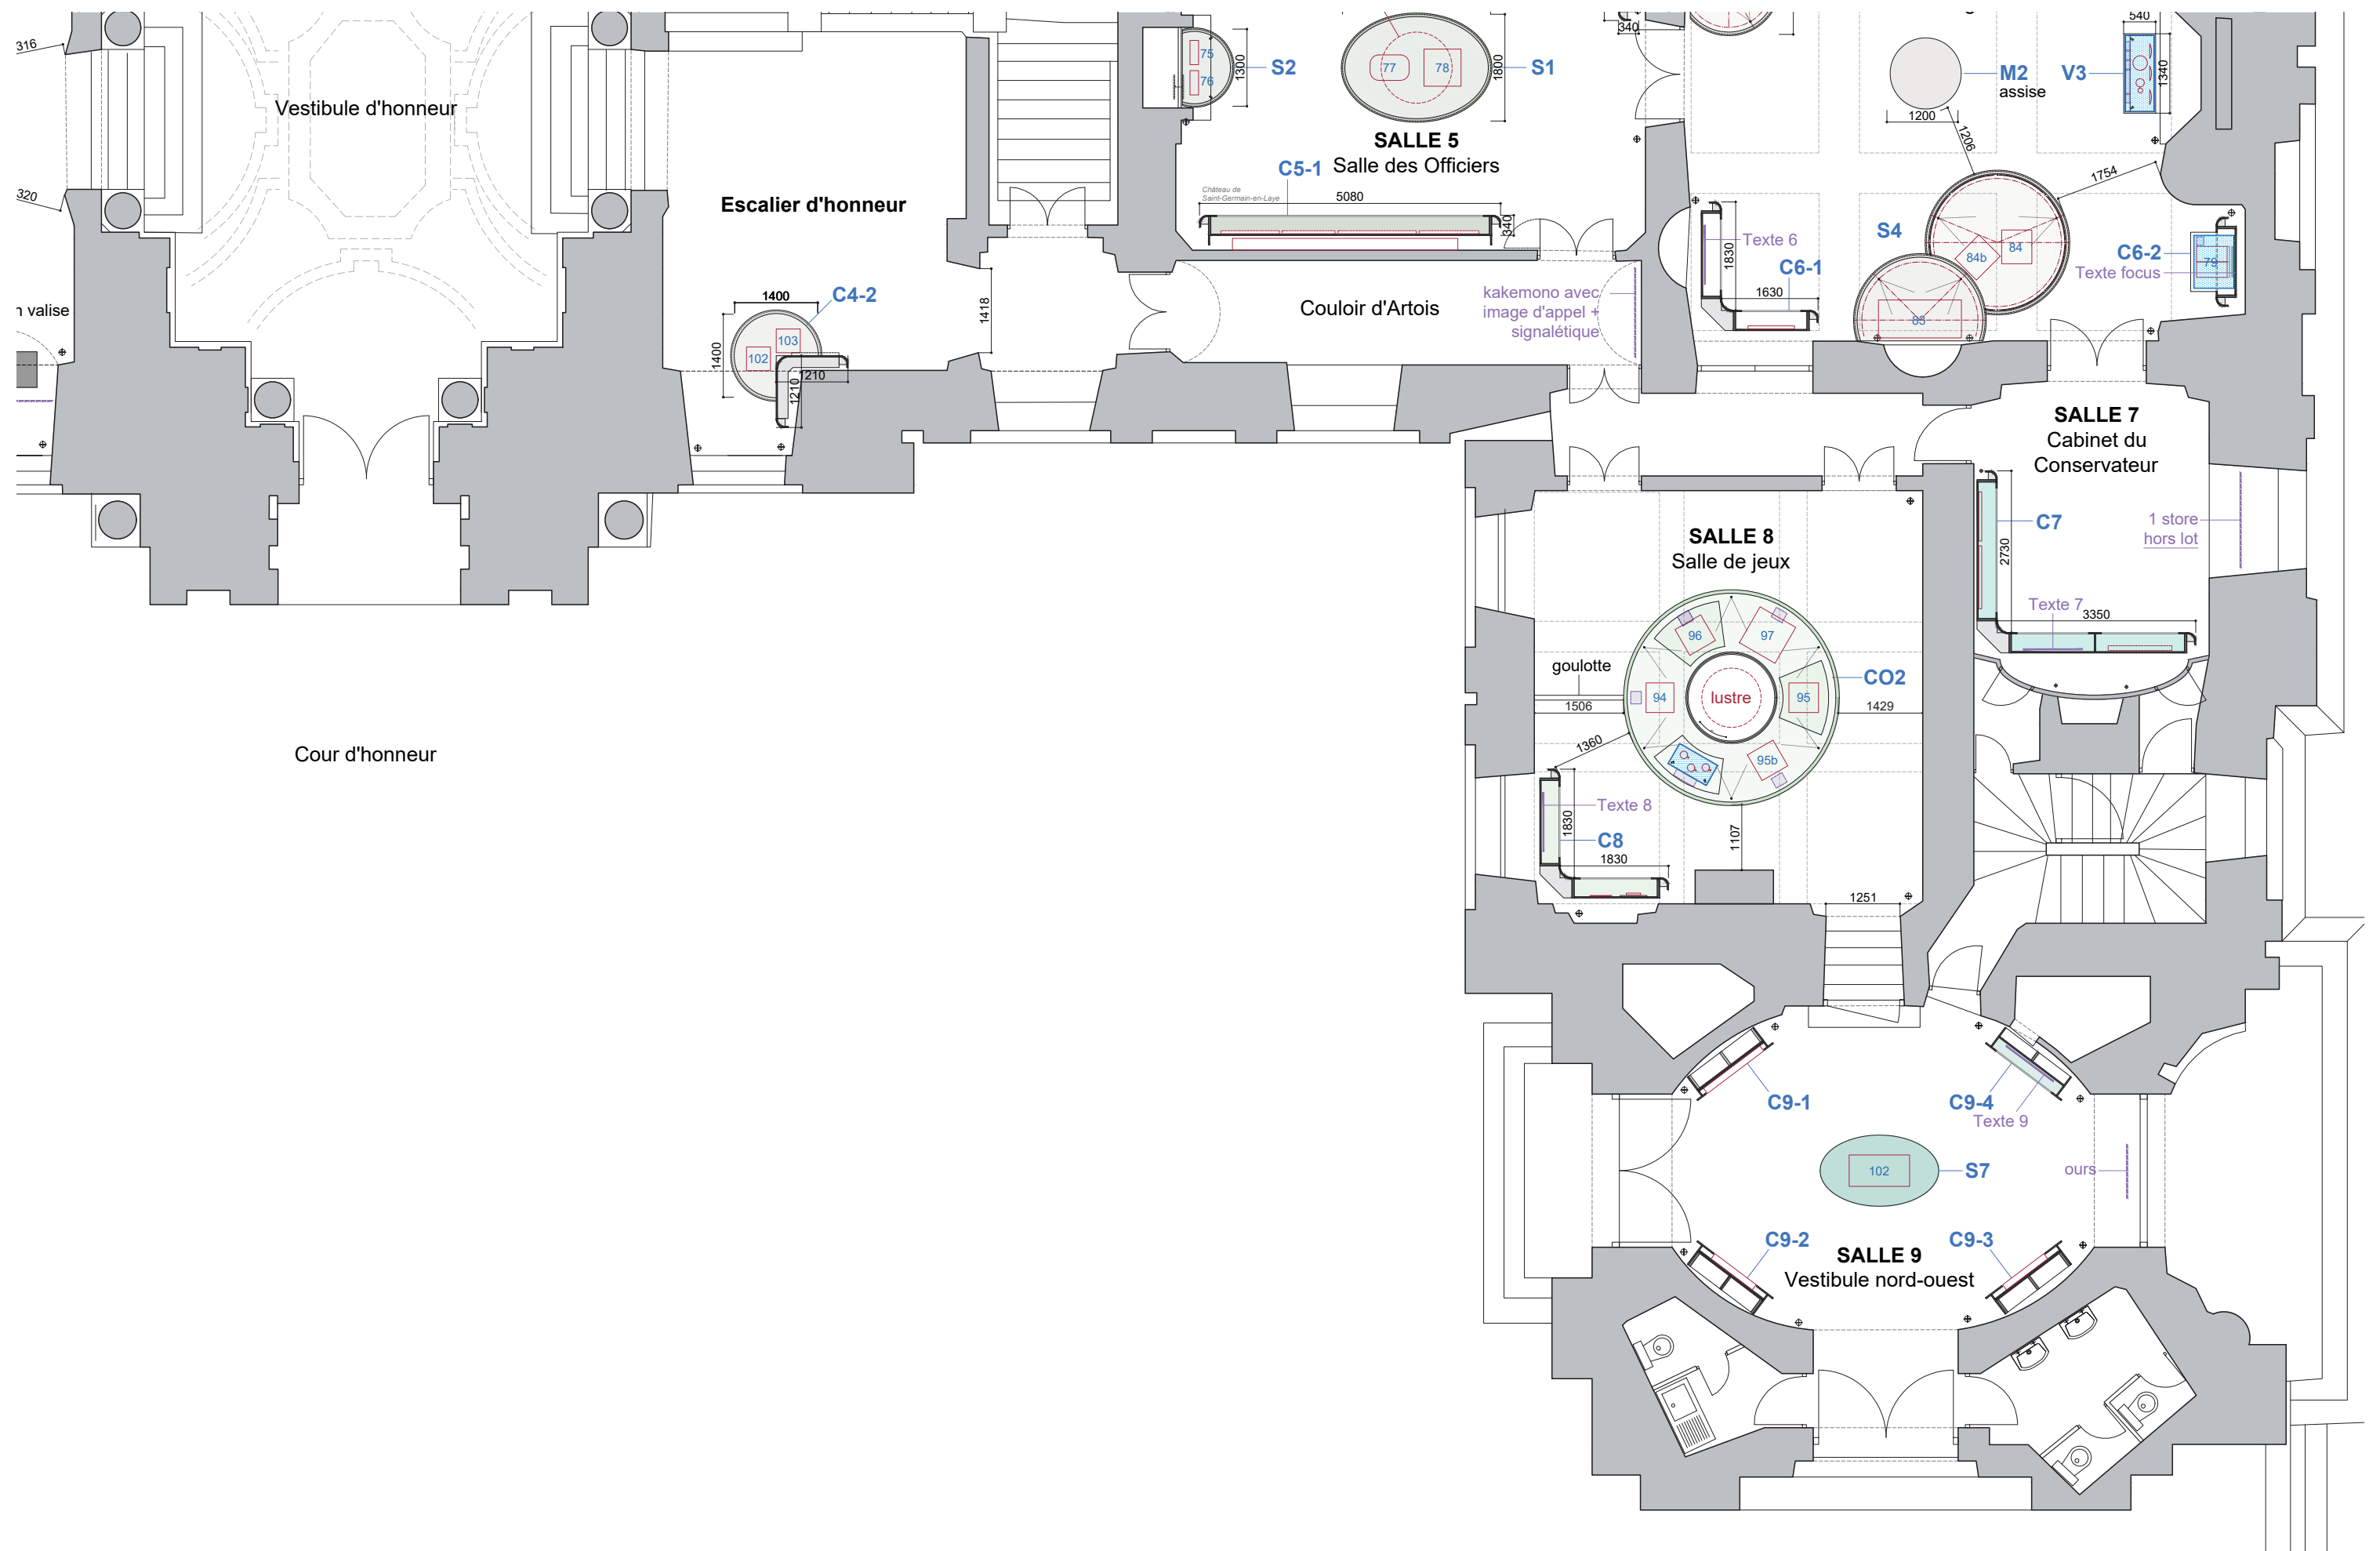 316
320
n valise
Vestibule d'honneur
Escalier d'honneur
C4-2
1400
1400
103
102
1210
1210
1418
Cour d'honneur
75
76
1300
S2
77
78
1800
S1
SALLE 5
Salle des Officiers
C5-1
Château de
Saint-Germain-en-Laye
5080
340
Couloir d'Artois
kakemono avec
image d'appel +
signalétique
340
M2
assise
1200
1206
V3
540
1340
1754
Texte 6
1830
C6-1
1630
S4
84
84b
83
C6-2
Texte focus
79
SALLE 7
Cabinet du
Conservateur
C7
2730
1 store
hors lot
Texte 7
3350
SALLE 8
Salle de jeux
96
97
94
lustre
95
95b
CO2
goulotte
1506
1429
1360
Texte 8
1830
C8
1830
1107
1251
C9-1
C9-4
Texte 9
102
S7
ours
C9-2
C9-3
SALLE 9
Vestibule nord-ouest